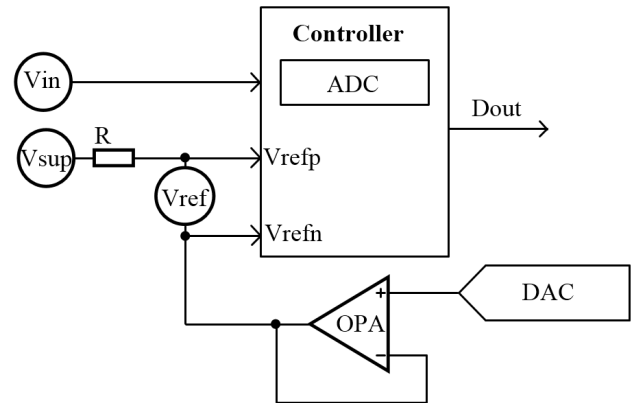 Controller
Vin
ADC
Dout
R
Vsup
Vrefp
Vref
Vrefn
+
OPA
−
DAC